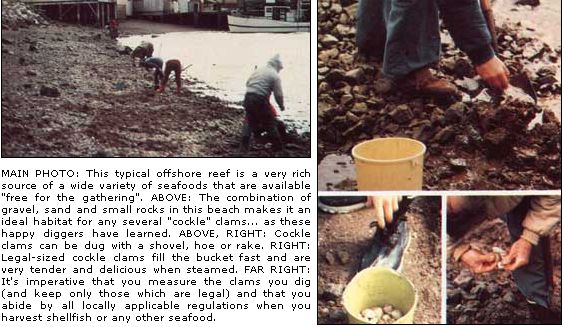 MAIN PHOTO: This typical offshore reef is a very rich
source of a wide variety of seafoods that are available
"free for the gathering". ABOVE: The combination of
gravel, sand and small rocks in this beach makes it an
ideal habitat for any several "cockle" clams... as these
happy diggers have learned. ABOVE, RIGHT: Cockle
clams can be dug with a shovel, hoe or rake. RIGHT:
Legal-sized cockle clams fill the bucket fast and are
very tender and delicious when steamed. FAR RIGHT:
It's imperative that you measure the clams you dig
(and keep only those which are legal) and that you
abide by all locally applicable regulations when you
harvest shellfish or any other seafood.